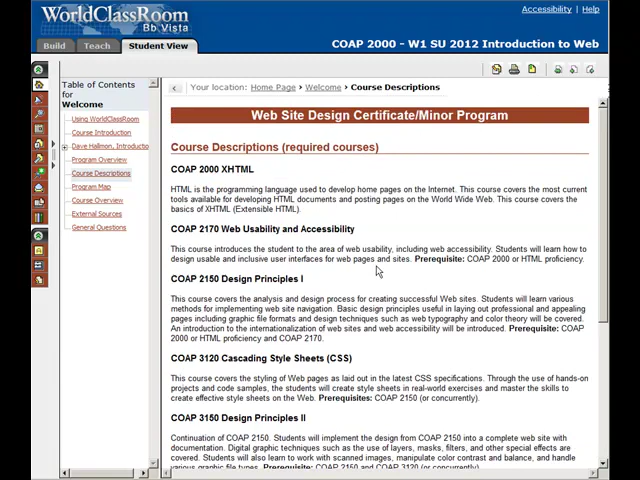 WorldClassRoom
Bb Vista
Accessibility | Help
Build
Teach
Student View
COAP 2000 - W1 SU 2012 Introduction to Web
Table of Contents
for
Welcome
Using WorldClassRoom
Course Introduction
Dave Hallmon, Introductio
Program Overview
Course Descriptions
Program Map
Course Overview
External Sources
General Questions
Your location: Home Page › Welcome › Course Descriptions
Web Site Design Certificate/Minor Program
Course Descriptions (required courses)
COAP 2000 XHTML
HTML is the programming language used to develop home pages on the Internet. This course covers the most current
tools available for developing HTML documents and posting pages on the World Wide Web. This course covers the
basics of XHTML (Extensible HTML).
COAP 2170 Web Usability and Accessibility
This course introduces the student to the area of web usability, including web accessibility. Students will learn how to
design usable and inclusive user interfaces for web pages and sites. Prerequisite: COAP 2000 or HTML proficiency.
COAP 2150 Design Principles I
This course covers the analysis and design process for creating successful Web sites. Students will learn various
methods for implementing web site navigation. Basic design principles useful in laying out professional and appealing
pages including graphic file formats and design techniques such as web typography and color theory will be covered.
An introduction to the internationalization of web sites and web accessibility will be introduced. Prerequisite: COAP
2000 or HTML proficiency and COAP 2170.
COAP 3120 Cascading Style Sheets (CSS)
This course covers the styling of Web pages as laid out in the latest CSS specifications. Through the use of hands-on
projects and code samples, the students will create style sheets in real-world exercises and master the skills to
create effective style sheets on the Web. Prerequisites: COAP 2150 (or concurrently).
COAP 3150 Design Principles II
Continuation of COAP 2150. Students will implement the design from COAP 2150 into a complete web site with
documentation. Digital graphic techniques such as the use of layers, masks, filters, and other special effects are
covered. Students will also learn to work with scanned images, manipulate color contrast and balance, and handle
various graphic file types. Prerequisite: COAP 2150 and COAP 3120 (or concurrently).